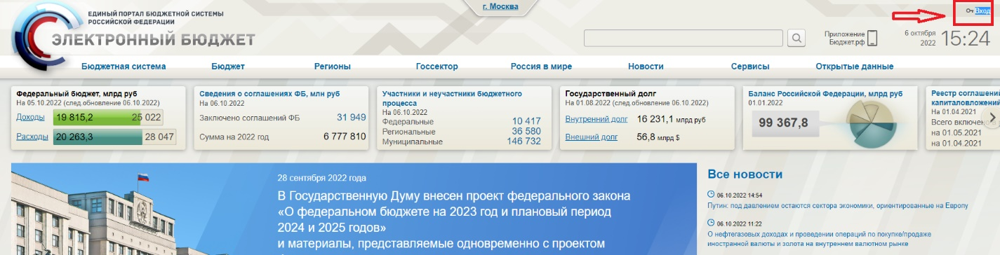 г. Москва
Вход
ЕДИНЫЙ ПОРТАЛ БЮДЖЕТНОЙ СИСТЕМЫ
РОССИЙСКОЙ ФЕДЕРАЦИИ
ЭЛЕКТРОННЫЙ БЮДЖЕТ
Приложение
Бюджет.рф
6 октября
2022
15:24
Бюджетная система
Бюджет
Регионы
Госсектор
Россия в мире
Новости
Сервисы
Открытые данные
Федеральный бюджет, млрд руб
На 05.10.2022 (след.обновление 06.10.2022)
Доходы 19 815,2 25 022
Расходы 20 263,3 28 047
Сведения о соглашениях ФБ, млн руб
На 06.10.2022
Заключено соглашений ФБ 31 949
Сумма на 2022 год 6 777 810
Участники и неучастники бюджетного
процесса
На 06.10.2022
Федеральные 10 417
Региональные 36 580
Муниципальные 146 732
Государственный долг
На 01.08.2022 (след.обновление 06.10.2022)
Внутренний долг 16 231,1 млрд руб
Внешний долг 56,8 млрд $
Баланс Российской Федерации, млрд руб
01.01.2022
99 367,8
Реестр соглашений
капиталовложений
На 01.04.2021
Всего включено
на 01.05.2021
на 01.04.2021
28 сентября 2022 года
В Государственную Думу внесен проект федерального закона
«О федеральном бюджете на 2023 год и плановый период
2024 и 2025 годов»
и материалы, представляемые одновременно с проектом
Все новости
06.10.2022 14:54
Путин: под давлением остаются сектора экономики, ориентированные на Европу
06.10.2022 11:22
О нефтегазовых доходах и проведении операций по покупке/продаже
иностранной валюты и золота на внутреннем валютном рынке